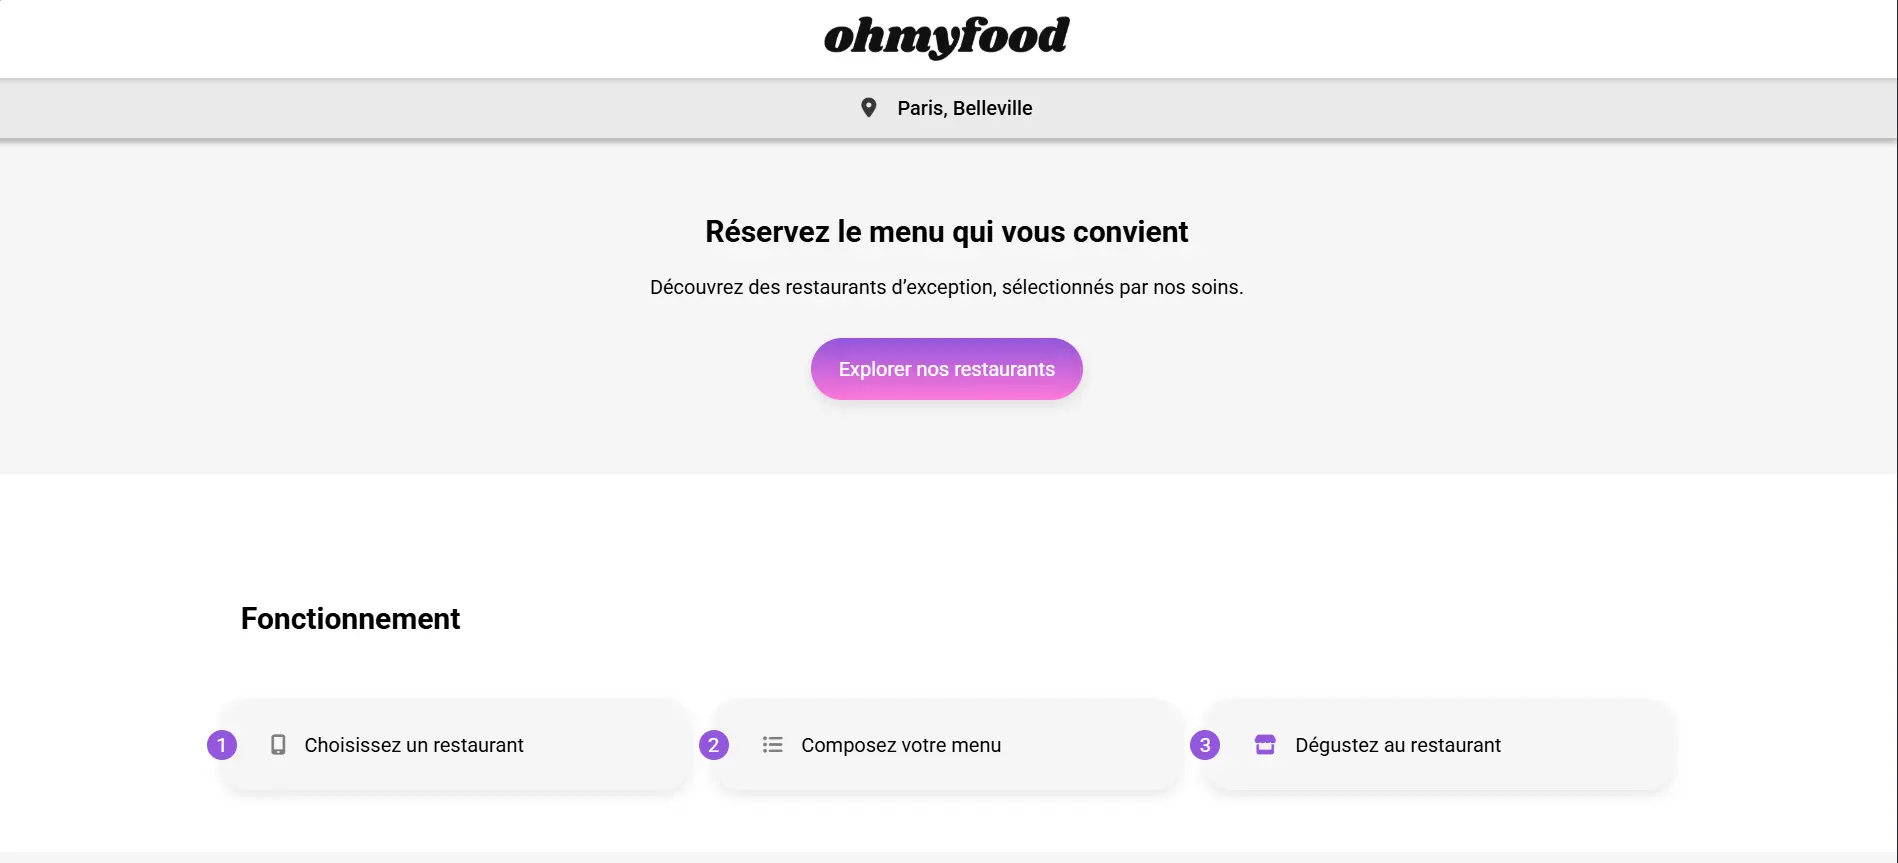 ohmyfood
Paris, Belleville
Réservez le menu qui vous convient
Découvrez des restaurants d’exception, sélectionnés par nos soins.
Explorer nos restaurants
Fonctionnement
1 Choisissez un restaurant
2 Composez votre menu
3 Dégustez au restaurant